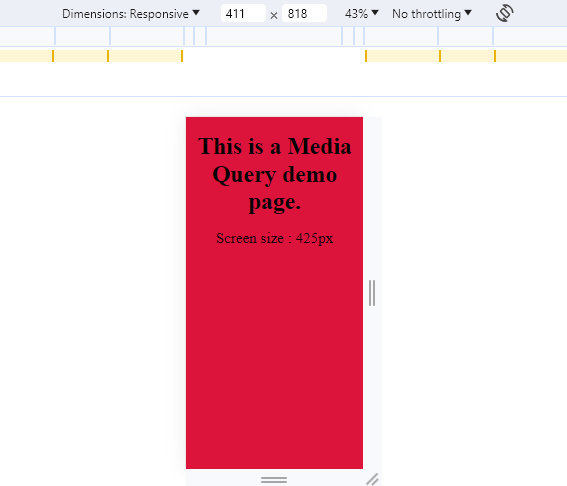 Dimensions: Responsive 411 × 818 43% No throttling
This is a Media
Query demo
page.
Screen size : 425px